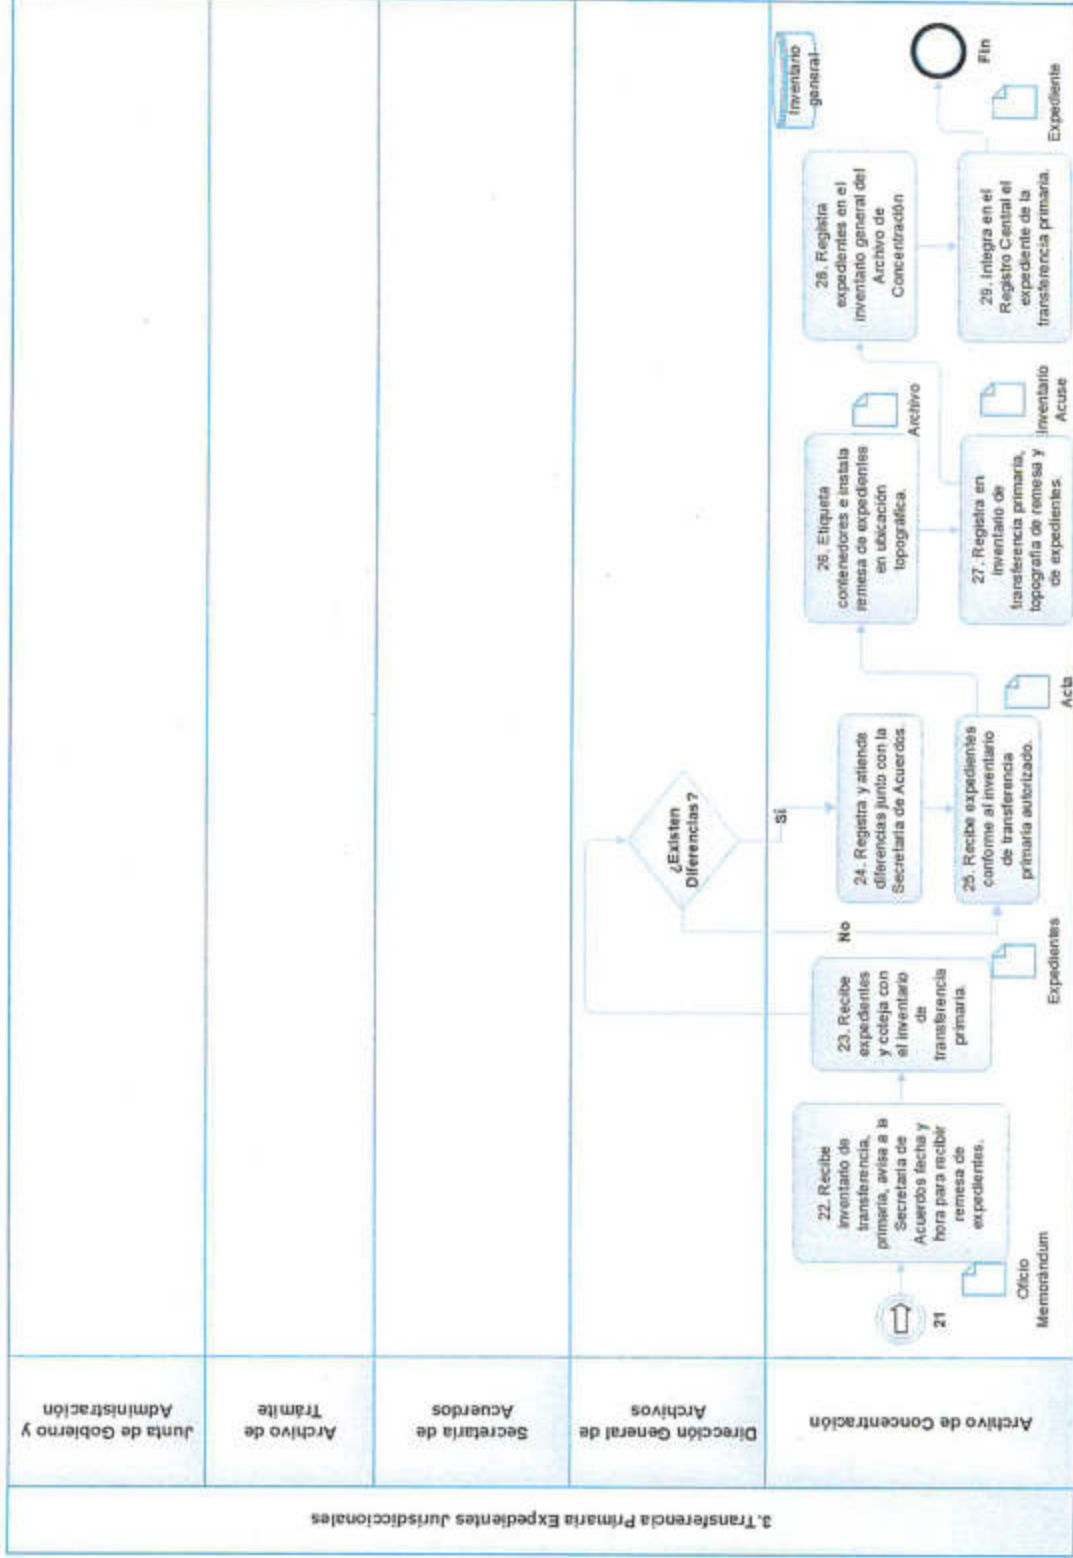 3. Transferencia Primaria Expedientes Jurisdiccionales
Junta de Gobierno y
Administración
Archivo de
Trámite
Secretaría de
Acuerdos
Dirección General de
Archivos
Archivo de Concentración
21
Oficio
Memorándum
22. Recibe
Inventario de
transferencia,
primaria, avisa a la
Secretaría de
Acuerdos fecha y
hora para recibir
remesa de
expedientes.
23. Recibe
expedientes
y coteja con
el inventario
de
transferencia
primaria.
Expedientes
¿Existen
Diferencias?
No
Sí
24. Registra y atiende
diferencias junto con la
Secretaría de Acuerdos.
25. Recibe expedientes
conforme al inventario
de transferencia
primaria autorizado.
Acta
26. Etiqueta
contenedores e instala
remesa de expedientes
en ubicación
topográfica.
Archivo
27. Registra en
inventario de
transferencia primaria,
topografía de remesa y
de expedientes.
Inventario
Acuse
28. Registra
expedientes en el
inventario general del
Archivo de
Concentración
Inventario
general
29. Integra en el
Registro Central el
expediente de la
transferencia primaria.
Expediente
Fin